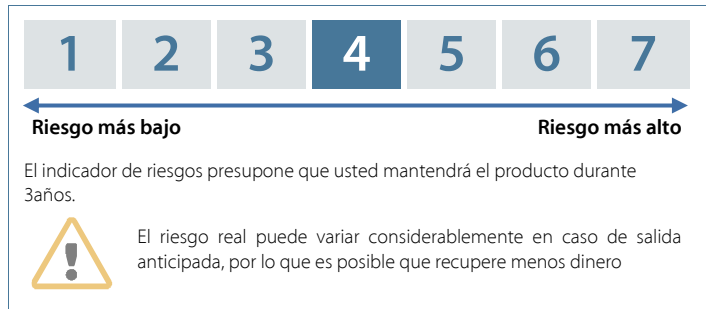 1 2 3 4 5 6 7
Riesgo más bajo Riesgo más alto
El indicador de riesgos presupone que usted mantendrá el producto durante
3años.
El riesgo real puede variar considerablemente en caso de salida
anticipada, por lo que es posible que recupere menos dinero